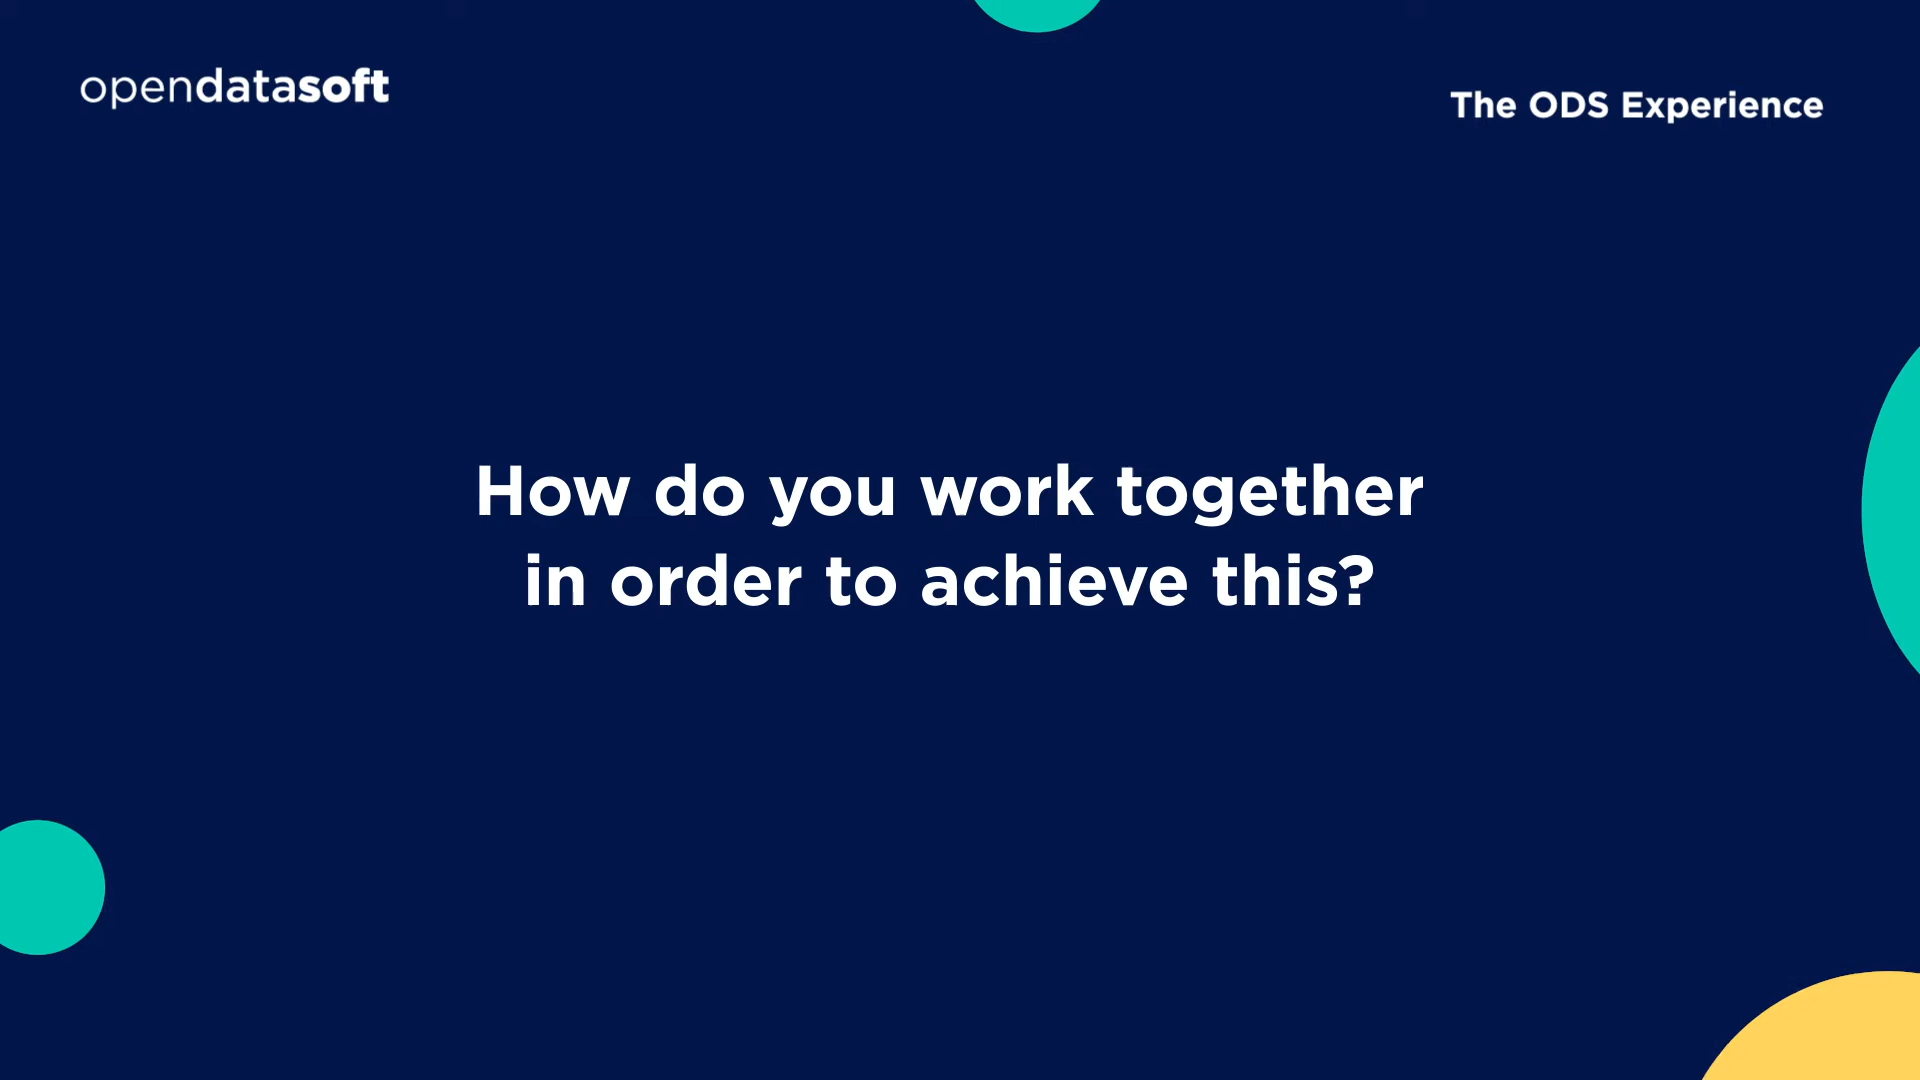 opendatasoft
The ODS Experience
How do you work together
in order to achieve this?